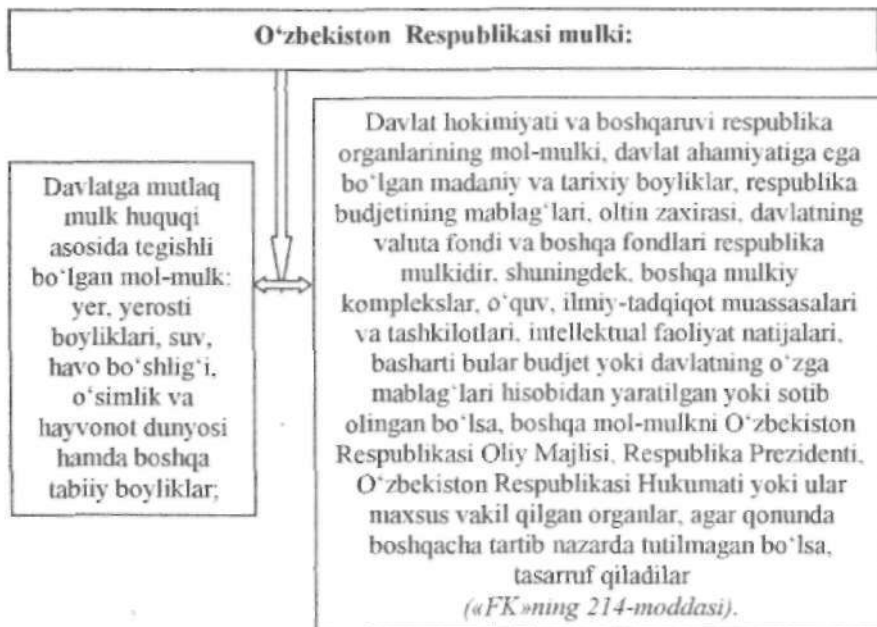 O‘zbekiston Respublikasi mulki:
Davlatga mutlaq
mulk huquqi
asosida tegishli
bo‘lgan mol-mulk:
yer, yerosti
boyliklari, suv,
havo bo‘shlig‘i,
o‘simlik va
hayvonot dunyosi
hamda boshqa
tabiiy boyliklar;
Davlat hokimiyati va boshqaruvi respublika
organlarining mol-mulki, davlat ahamiyatiga ega
bo‘lgan madaniy va tarixiy boyliklar, respublika
budjetining mablag‘lari, oltin zaxirasi, davlatning
valuta fondi va boshqa fondlari respublika
mulkidir, shuningdek, boshqa mulkiy
komplekslar, o‘quv, ilmiy-tadqiqot muassasalari
va tashkilotlari, intellektual faoliyat natijalari,
basharti bular budjet yoki davlatning o‘zga
mablag‘lari hisobidan yaratilgan yoki sotib
olingan bo‘lsa, boshqa mol-mulkni O‘zbekiston
Respublikasi Oliy Majlisi, Respublika Prezidenti,
O‘zbekiston Respublikasi Hukumati yoki ular
maxsus vakil qilgan organlar, agar qonunda
boshqacha tartib nazarda tutilmagan bo‘lsa,
tasarruf qiladilar
(«FK»ning 214-moddasi).